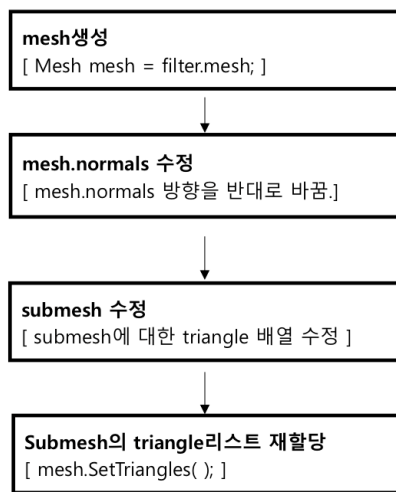 mesh생성
[ Mesh mesh = filter.mesh; ]
mesh.normals 수정
[ mesh.normals 방향을 반대로 바꿈.]
submesh 수정
[ submesh에 대한 triangle 배열 수정 ]
Submesh의 triangle리스트 재할당
[ mesh.SetTriangles( ); ]